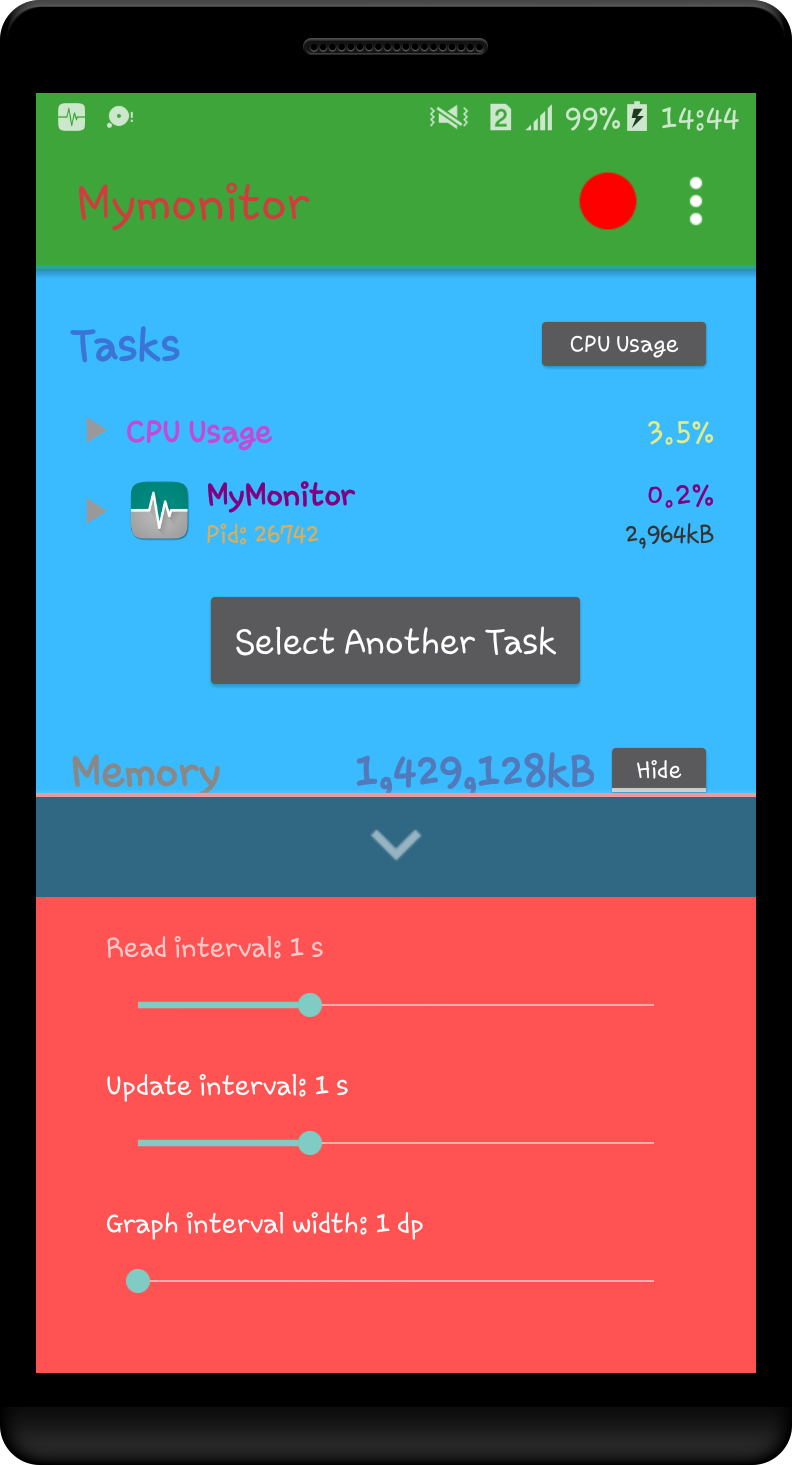 2 99% 14:44
Mymonitor
Tasks CPU Usage
CPU Usage 3.5%
MyMonitor 0.2%
Pid: 26742 2,964kB
Select Another Task
Memory 1,429,128kB Hide
Read interval: 1 s
Update interval: 1 s
Graph interval width: 1 dp